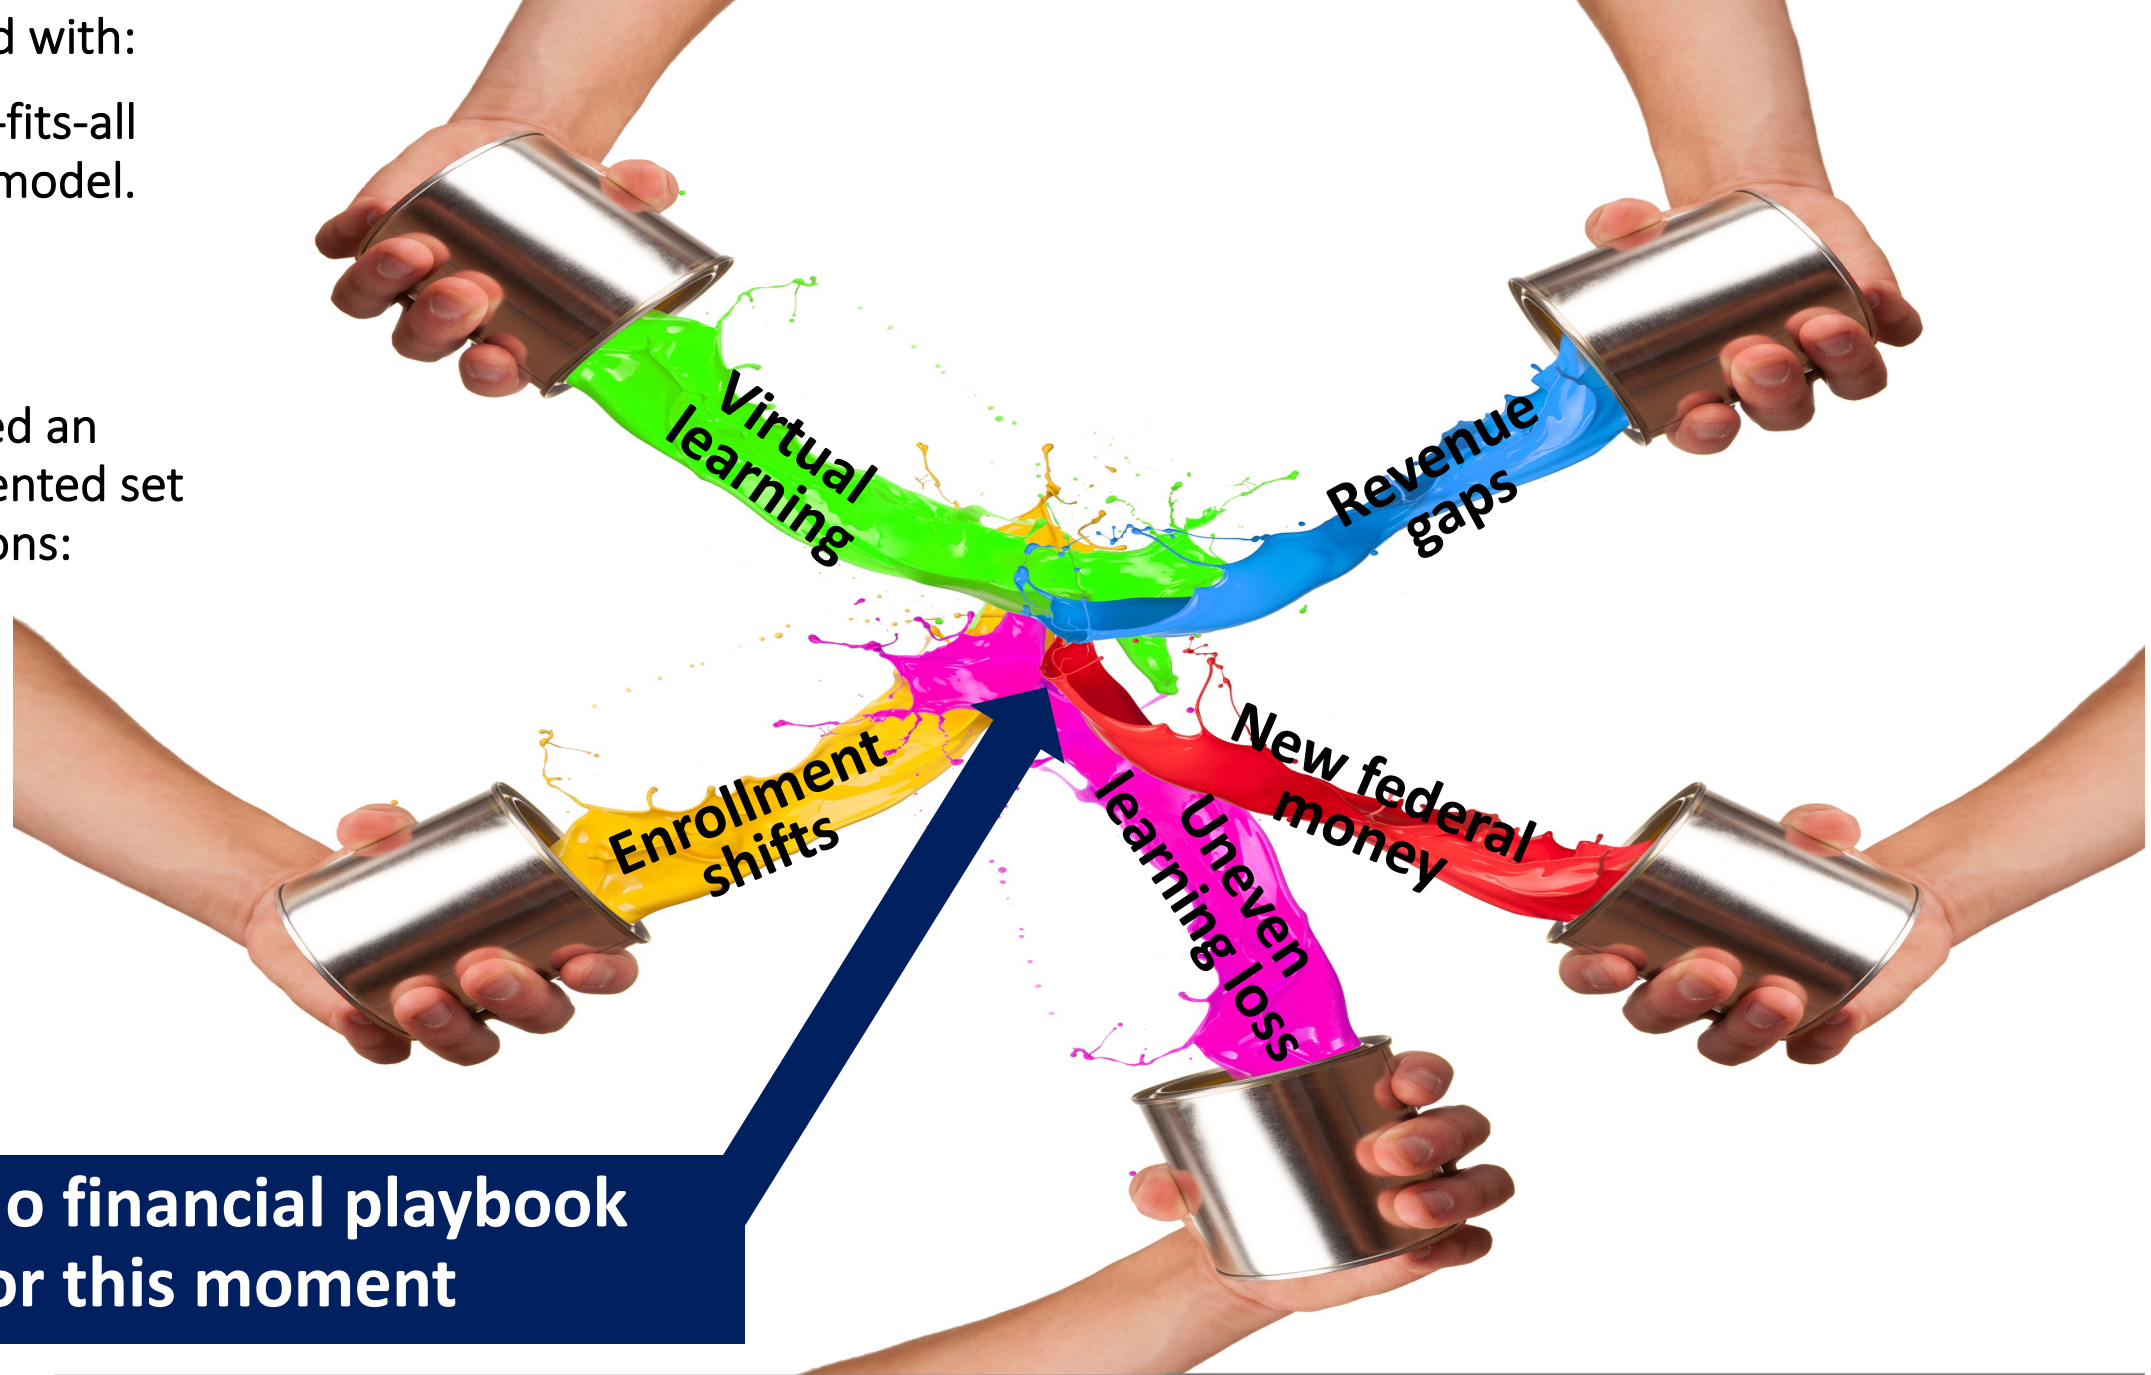 d with:
-fits-all
model.
ed an
ented set
ons:
Virtual
learning
Revenue
gaps
Enrollment
shifts
New federal
money
Uneven
learning loss
o financial playbook
or this moment